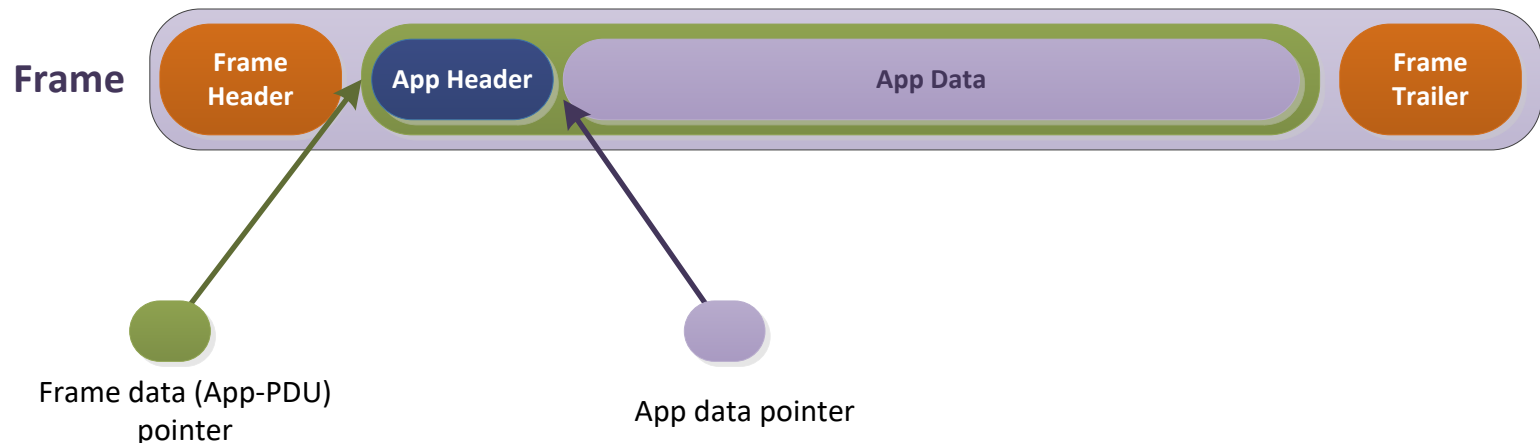 Frame
Frame
Header
App Header
App Data
Frame
Trailer
Frame data (App-PDU)
pointer
App data pointer